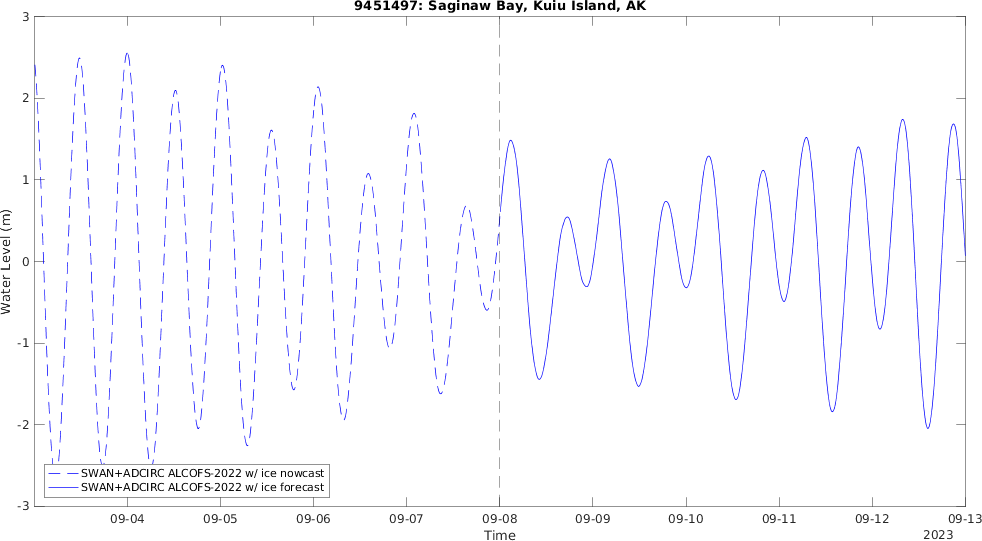 9451497: Saginaw Bay, Kuiu Island, AK
3
2
1
0
-1
-2
-3
Water Level (m)
SWAN+ADCIRC ALCOFS-2022 w/ ice nowcast
SWAN+ADCIRC ALCOFS-2022 w/ ice forecast
09-04 09-05 09-06 09-07 09-08 09-09 09-10 09-11 09-12 09-13
Time
2023